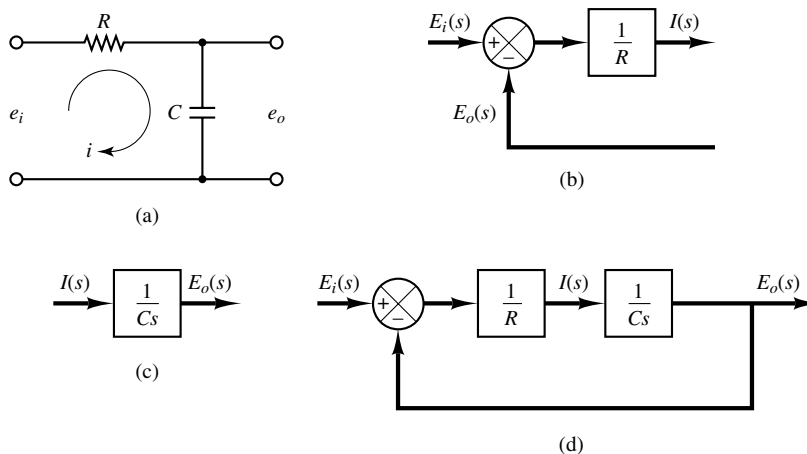 R
e_i
C
e_o
i
(a)
E_i(s)
+
−
1
R
I(s)
E_o(s)
(b)
I(s)
1
Cs
E_o(s)
(c)
E_i(s)
+
−
1
R
I(s)
1
Cs
E_o(s)
(d)